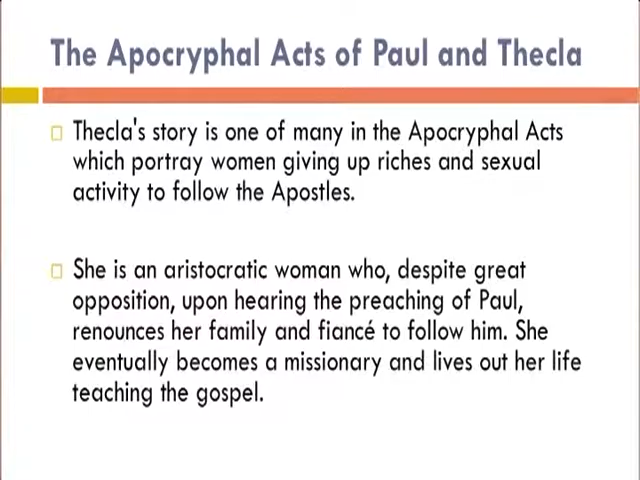 The Apocryphal Acts of Paul and Thecla
Thecla's story is one of many in the Apocryphal Acts
which portray women giving up riches and sexual
activity to follow the Apostles.
She is an aristocratic woman who, despite great
opposition, upon hearing the preaching of Paul,
renounces her family and fiancé to follow him. She
eventually becomes a missionary and lives out her life
teaching the gospel.